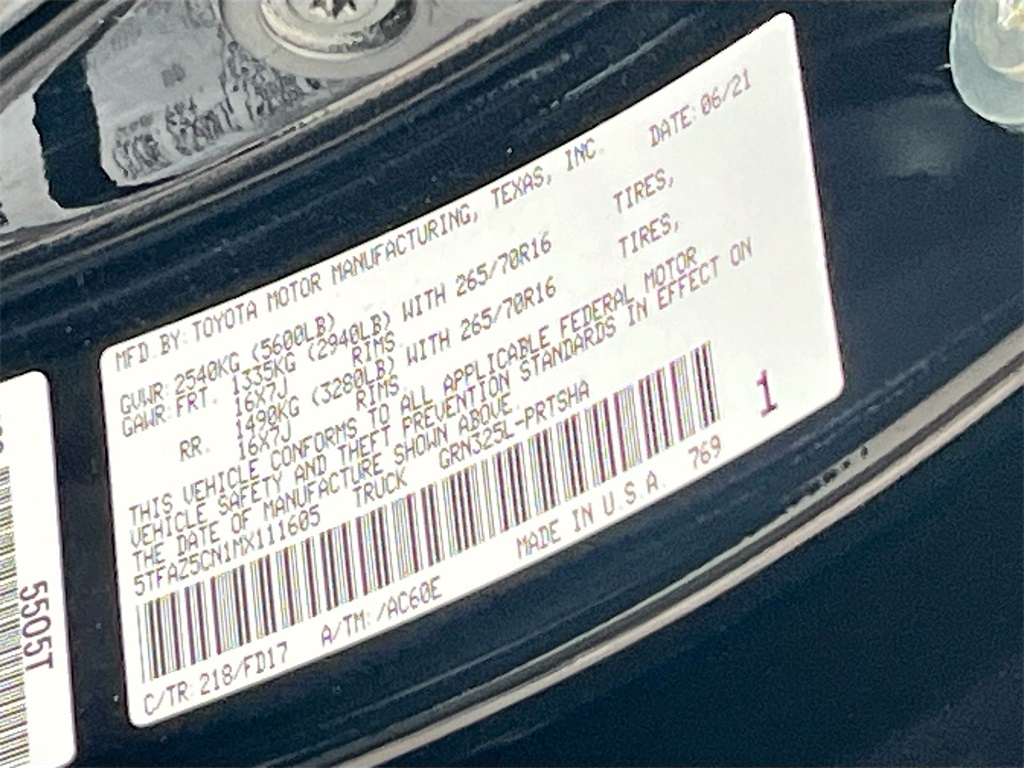 MFD. BY: TOYOTA MOTOR MANUFACTURING, TEXAS, INC. DATE: 06/21
GVWR: 2540KG (5600LB)
GAWR: FRT. 1335KG (2940LB) WITH 265/70R16 TIRES,
16X7J RIMS,
RR. 1490KG (3280LB) WITH 265/70R16 TIRES,
16X7J RIMS.
THIS VEHICLE CONFORMS TO ALL APPLICABLE FEDERAL MOTOR
VEHICLE SAFETY AND THEFT PREVENTION STANDARDS IN EFFECT ON
THE DATE OF MANUFACTURE SHOWN ABOVE.
5TFAZ5CN1MX111605 TRUCK GRN325L-PRTSHA
1
C/TR: 218/FD17 A/TM: /AC60E MADE IN U.S.A. 769
5505T